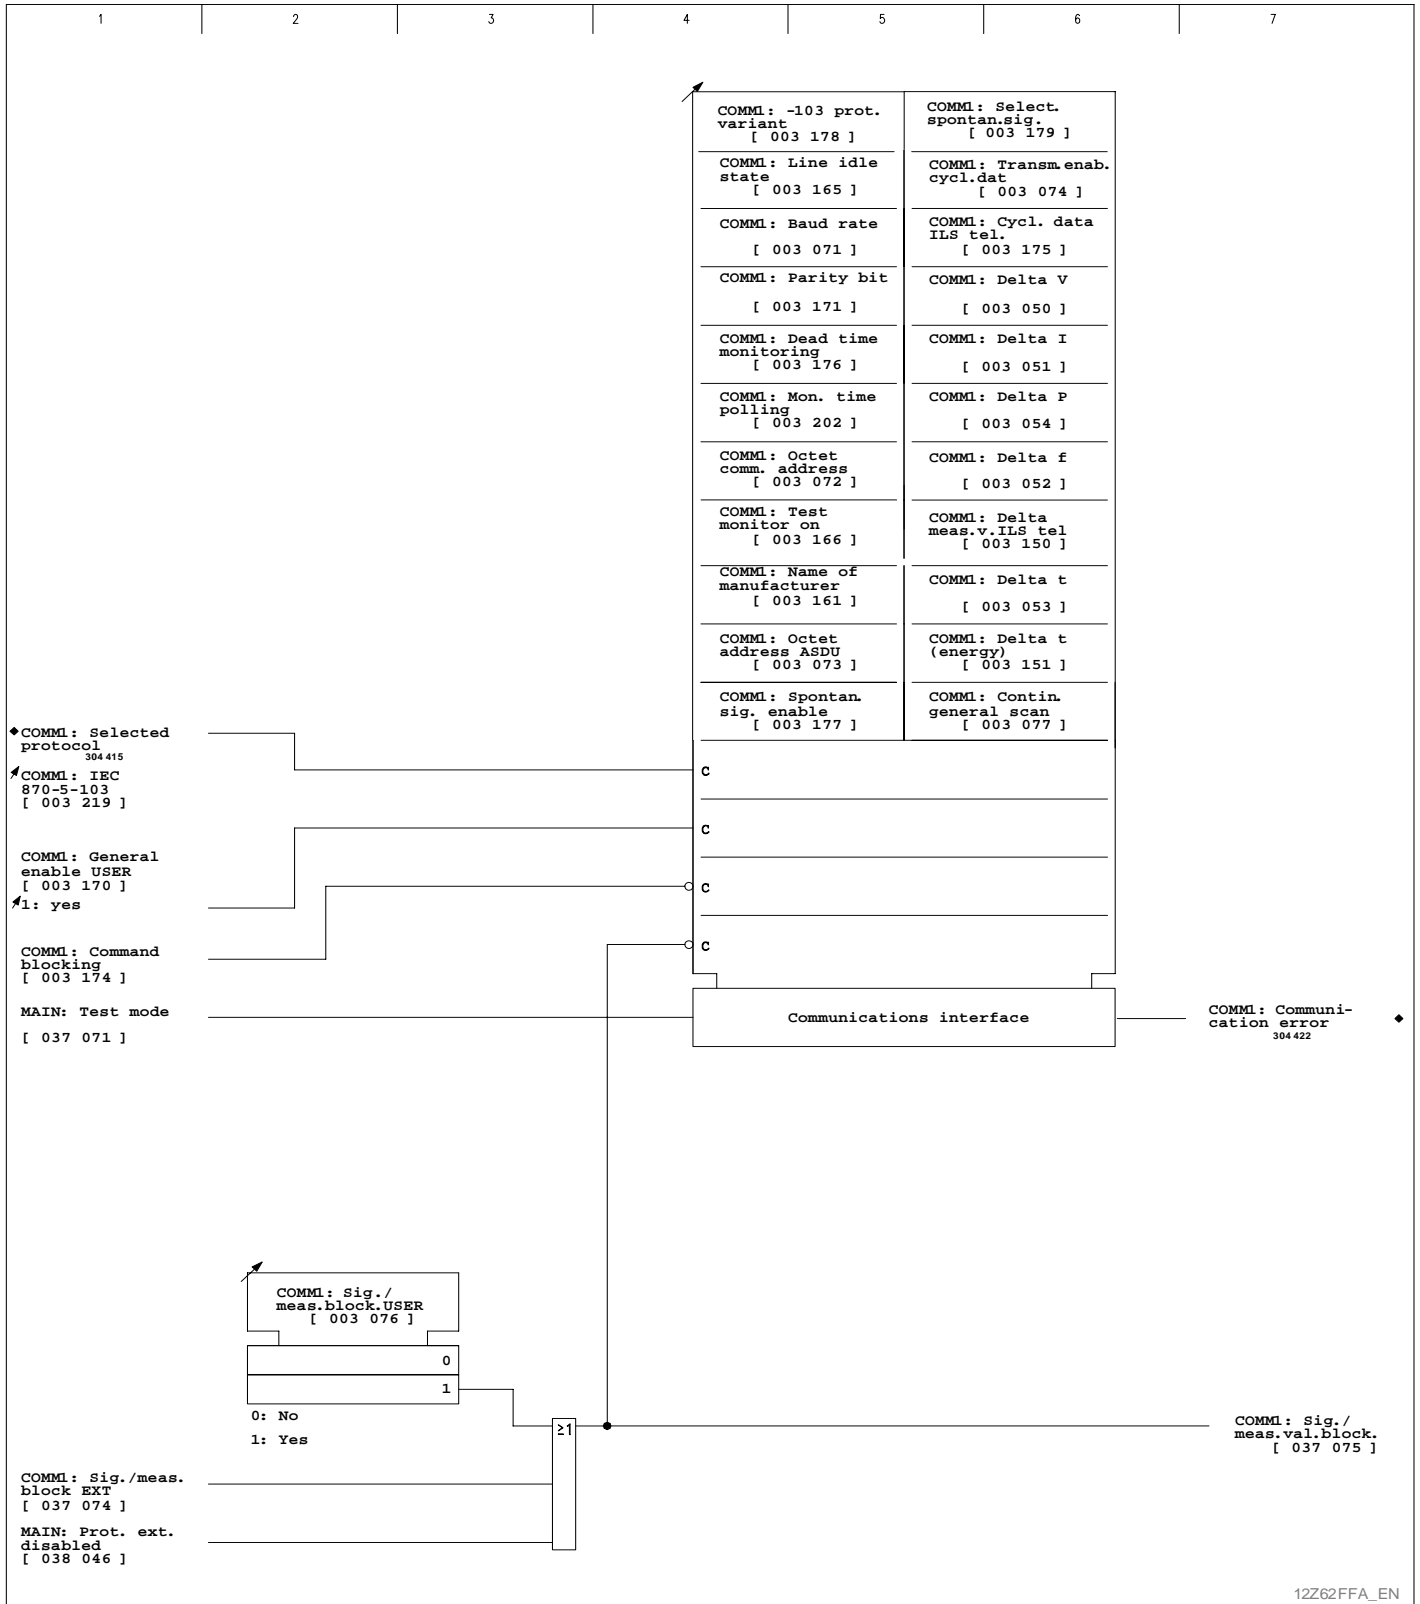 1 2 3 4 5 6 7
COMM1: -103 prot.
variant
[ 003 178 ]
COMM1: Select.
spontan.sig.
[ 003 179 ]
COMM1: Line idle
state
[ 003 165 ]
COMM1: Transm.enab.
cycl.dat
[ 003 074 ]
COMM1: Baud rate
[ 003 071 ]
COMM1: Cycl. data
ILS tel.
[ 003 175 ]
COMM1: Parity bit
[ 003 171 ]
COMM1: Delta V
[ 003 050 ]
COMM1: Dead time
monitoring
[ 003 176 ]
COMM1: Delta I
[ 003 051 ]
COMM1: Mon. time
polling
[ 003 202 ]
COMM1: Delta P
[ 003 054 ]
COMM1: Octet
comm. address
[ 003 072 ]
COMM1: Delta f
[ 003 052 ]
COMM1: Test
monitor on
[ 003 166 ]
COMM1: Delta
meas.v.ILS tel
[ 003 150 ]
COMM1: Name of
manufacturer
[ 003 161 ]
COMM1: Delta t
[ 003 053 ]
COMM1: Octet
address ASDU
[ 003 073 ]
COMM1: Delta t
(energy)
[ 003 151 ]
COMM1: Spontan.
sig. enable
[ 003 177 ]
COMM1: Contin.
general scan
[ 003 077 ]
COMM1: Selected
protocol
304 415
COMM1: IEC
870-5-103
[ 003 219 ]
C
C
COMM1: General
enable USER
[ 003 170 ]
1: yes
C
COMM1: Command
blocking
[ 003 174 ]
C
MAIN: Test mode
[ 037 071 ]
Communications interface
COMM1: Communi-
cation error
304 422
COMM1: Sig./
meas.block.USER
[ 003 076 ]
0
1
0: No
1: Yes
≥1
COMM1: Sig./
meas.val.block.
[ 037 075 ]
COMM1: Sig./meas.
block EXT
[ 037 074 ]
MAIN: Prot. ext.
disabled
[ 038 046 ]
12Z62FFA_EN